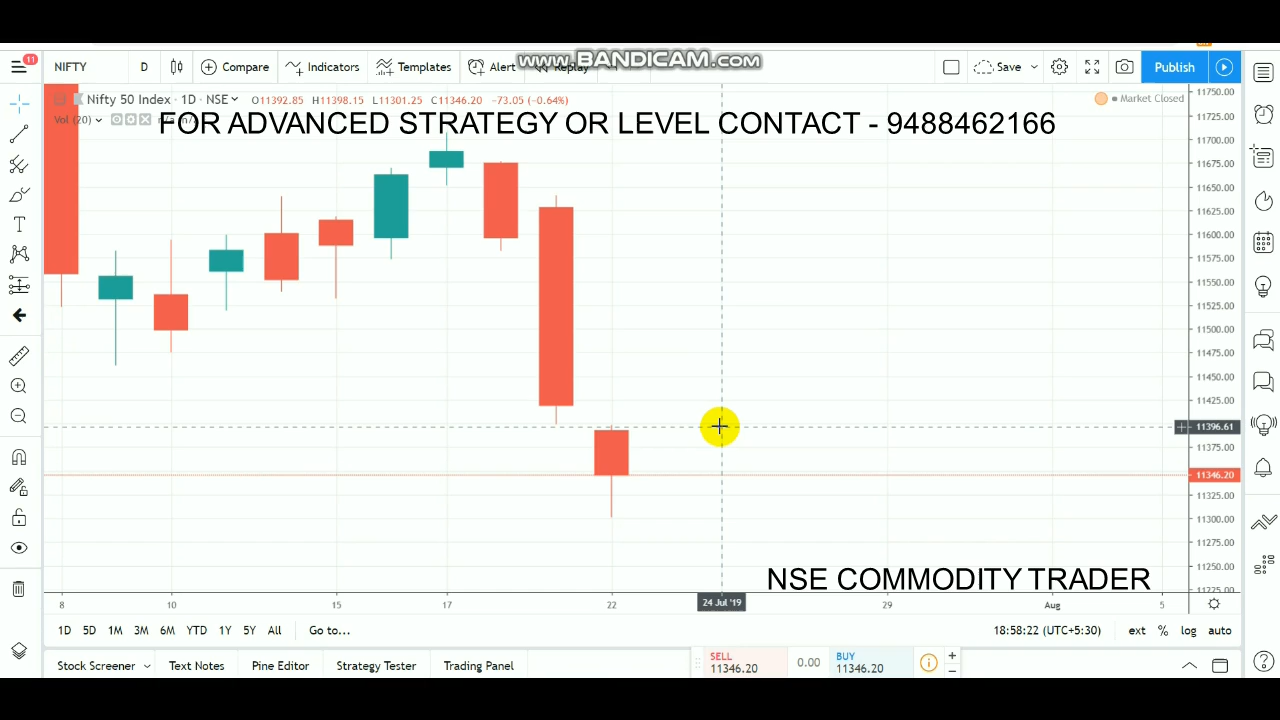 www.BANDICAM.com
11
NIFTY
D
Compare
Indicators
Templates
Alert
Replay
Save
Publish
Nifty 50 Index · 1D · NSE
O11392.85 H11398.15 L11301.25 C11346.20 −73.05 (−0.64%)
Market Closed
Vol (20)
n/a n/a
FOR ADVANCED STRATEGY OR LEVEL CONTACT - 9488462166
11750.00
11725.00
11700.00
11675.00
11650.00
11625.00
11600.00
11575.00
11550.00
11525.00
11500.00
11475.00
11450.00
11425.00
11396.61
11375.00
11346.20
11325.00
11300.00
11275.00
11250.00
11225.00
NSE COMMODITY TRADER
8 10 15 17 22 24 Jul '19 29 Aug 5
1D 5D 1M 3M 6M YTD 1Y 5Y All Go to...
18:58:22 (UTC+5:30) ext % log auto
Stock Screener Text Notes Pine Editor Strategy Tester Trading Panel
SELL
11346.20
0.00
BUY
11346.20